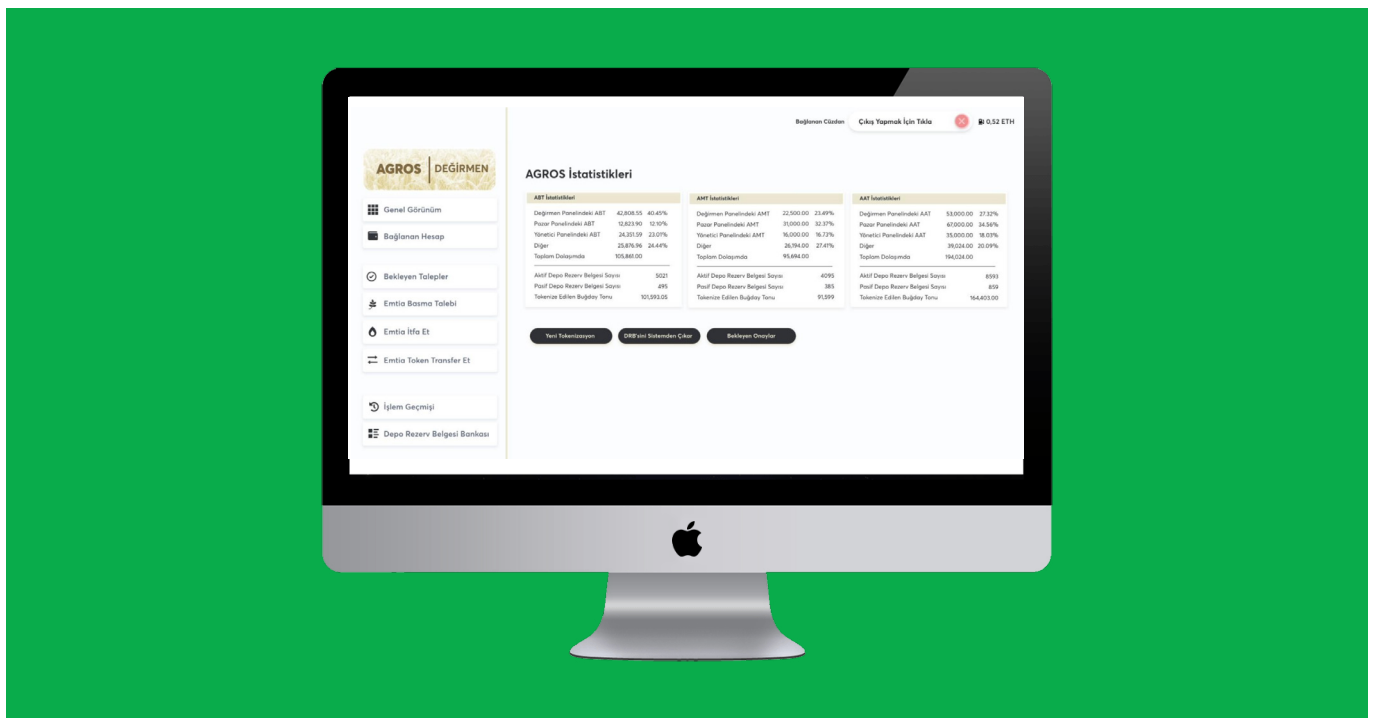 Bağlanan Cüzdan Çıkış Yapmak İçin Tıkla 0,52 ETH
AGROS | DEĞİRMEN
Genel Görünüm
Bağlanan Hesap
Bekleyen Talepler
Emtia Basma Talebi
Emtia İtfa Et
Emtia Token Transfer Et
İşlem Geçmişi
Depo Rezerv Belgesi Bankası
AGROS İstatistikleri
ABT İstatistikleri
Değirmen Panelindeki ABT 42,808.55 40.45%
Pazar Panelindeki ABT 12,823.90 12.10%
Yönetici Panelindeki ABT 24,351.59 23.01%
Diğer 25,876.96 24.44%
Toplam Dolaşımda 105,861.00
Aktif Depo Rezerv Belgesi Sayısı 5021
Pasif Depo Rezerv Belgesi Sayısı 495
Tokenize Edilen Buğday Tonu 101,593.05
AMT İstatistikleri
Değirmen Panelindeki AMT 22,500.00 23.49%
Pazar Panelindeki AMT 31,000.00 32.37%
Yönetici Panelindeki AMT 16,000.00 16.72%
Diğer 26,194.00 27.41%
Toplam Dolaşımda 95,694.00
Aktif Depo Rezerv Belgesi Sayısı 4095
Pasif Depo Rezerv Belgesi Sayısı 385
Tokenize Edilen Buğday Tonu 91,599
AAT İstatistikleri
Değirmen Panelindeki AAT 53,000.00 27.32%
Pazar Panelindeki AAT 67,000.00 34.56%
Yönetici Panelindeki AAT 35,000.00 18.03%
Diğer 39,024.00 20.09%
Toplam Dolaşımda 194,024.00
Aktif Depo Rezerv Belgesi Sayısı 8593
Pasif Depo Rezerv Belgesi Sayısı 859
Tokenize Edilen Buğday Tonu 164,403.00
Yeni Tokenizasyon DRB'sini Sistemden Çıkar Bekleyen Onaylar